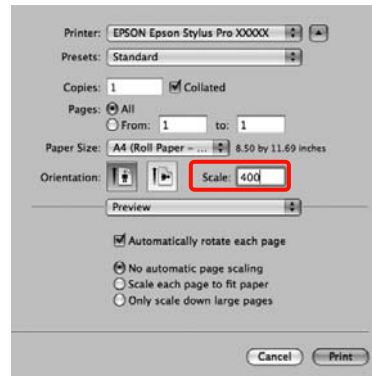 Printer: EPSON Epson Stylus Pro XXXXX
Presets: Standard
Copies: 1 Collated
Pages: All
From: 1 to: 1
Paper Size: A4 (Roll Paper – ... 8.50 by 11.69 inches
Orientation: Scale: 400
Preview
Automatically rotate each page
No automatic page scaling
Scale each page to fit paper
Only scale down large pages
Cancel Print